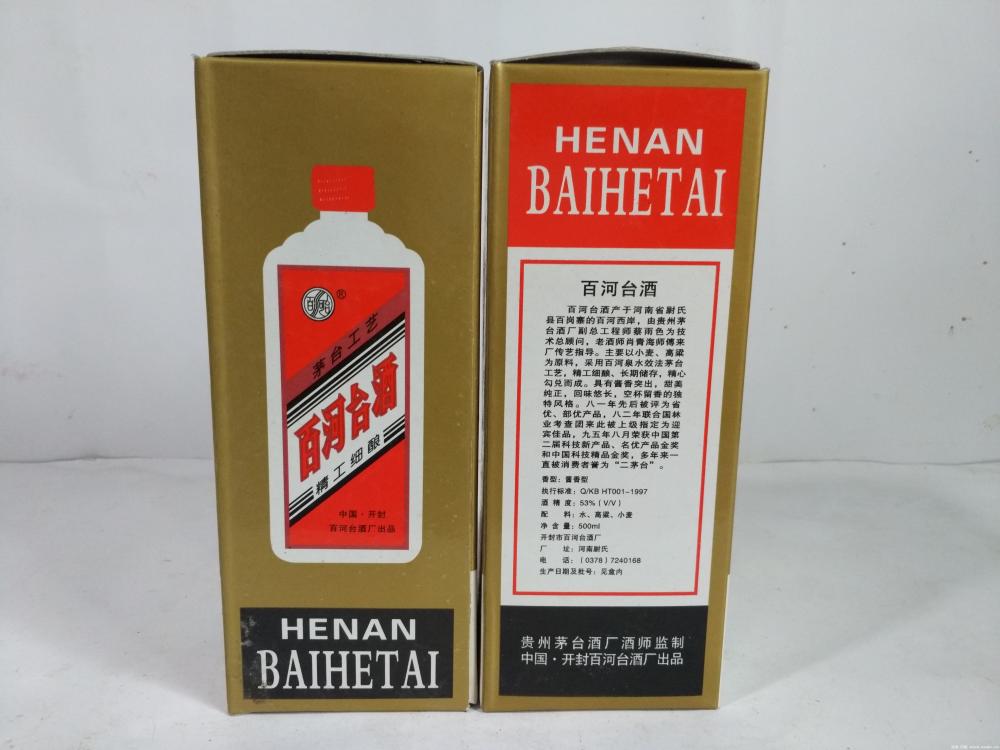 百河台
®
茅台工艺
百河台酒
精工细酿
中国·开封
百河台酒厂出品
HENAN
BAIHETAI
HENAN
BAIHETAI
百河台酒
百河台酒产于河南省尉氏
县百岗寨的百河西岸，由贵州茅
台酒厂副总工程师蔡雨色为技
术总顾问，老酒师肖青海师傅来
厂传艺指导。主要以小麦、高粱
为原料，采用百河泉水效法茅台
工艺，精工细酿、长期储存，精心
勾兑而成。具有酱香突出，甜美
纯正，回味悠长，空杯留香的独
特风格。八一年先后被评为省
优、部优产品，八二年联合国林
业考查团来此被上级指定为迎
宾佳品，九五年八月荣获中国第
二届科技新产品、名优产品金奖
和中国科技精品金奖，多年来一
直被消费者誉为“二茅台”。
香型：酱香型
执行标准：Q/KB HT001-1997
酒精度：53%（V/V）
配 料：水、高粱、小麦
净含量：500ml
开封市百河台酒厂
厂 址：河南尉氏
电 话：（0378）7240168
生产日期及批号：见盒内
贵州茅台酒厂酒师监制
中国·开封百河台酒厂出品